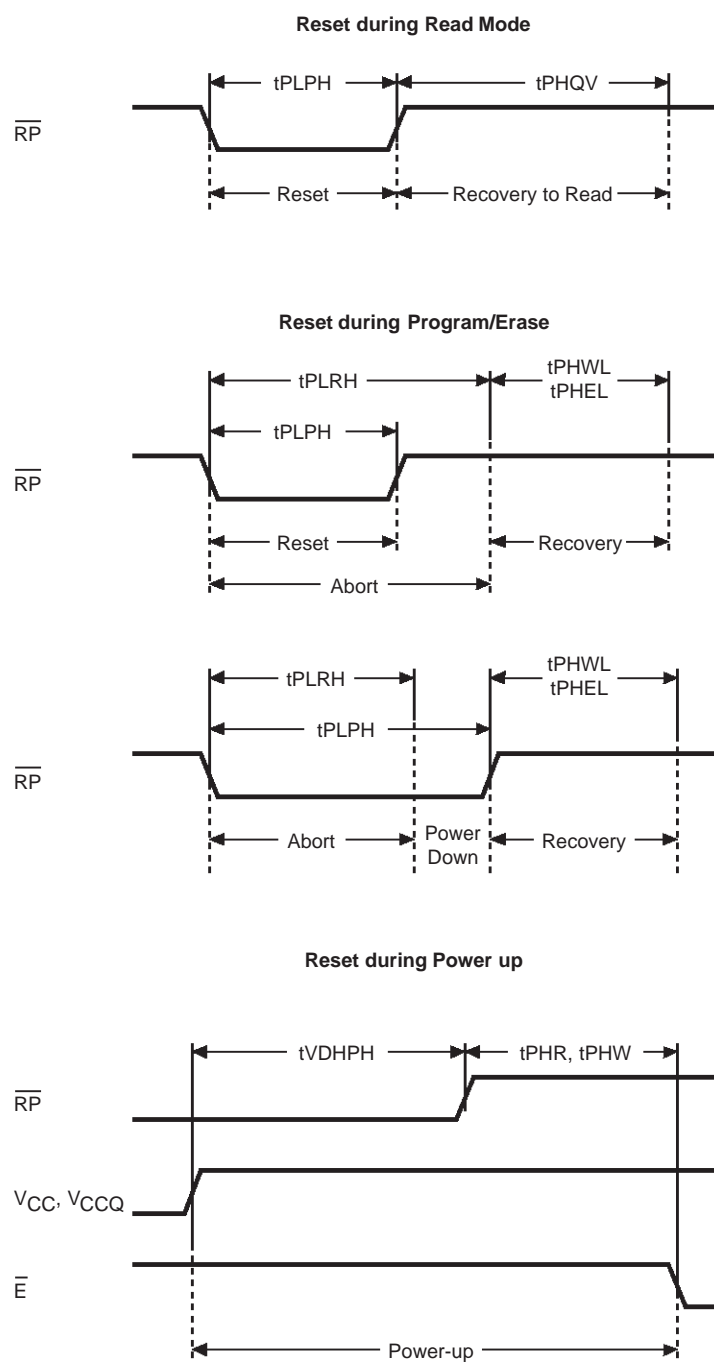 Reset during Read Mode
tPLPH tPHQV
RP
Reset Recovery to Read
Reset during Program/Erase
tPLRH tPHWL
tPHEL
tPLPH
RP
Reset Recovery
Abort
tPLRH tPHWL
tPHEL
tPLPH
RP
Abort Power Down Recovery
Reset during Power up
tVDHPH tPHR, tPHW
RP
VCC, VCCQ
E
Power-up